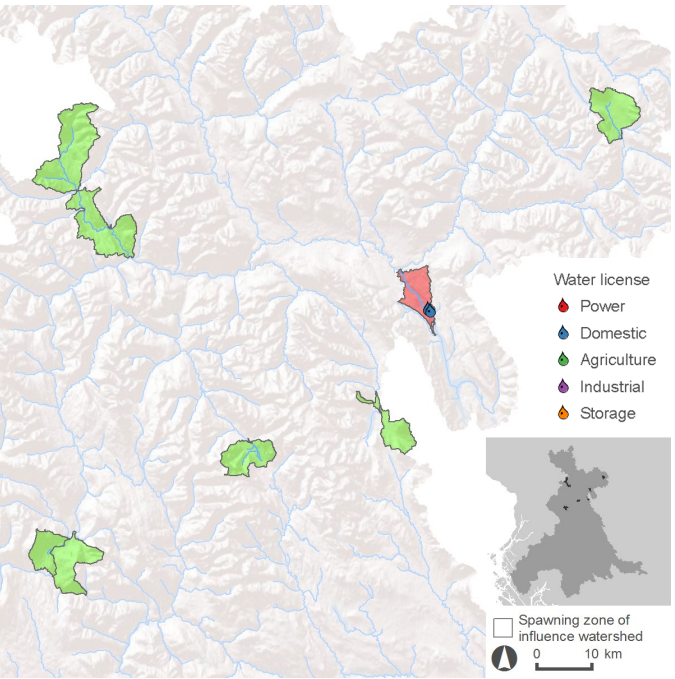 Water license
Power
Domestic
Agriculture
Industrial
Storage
Spawning zone of
influence watershed
0 10 km